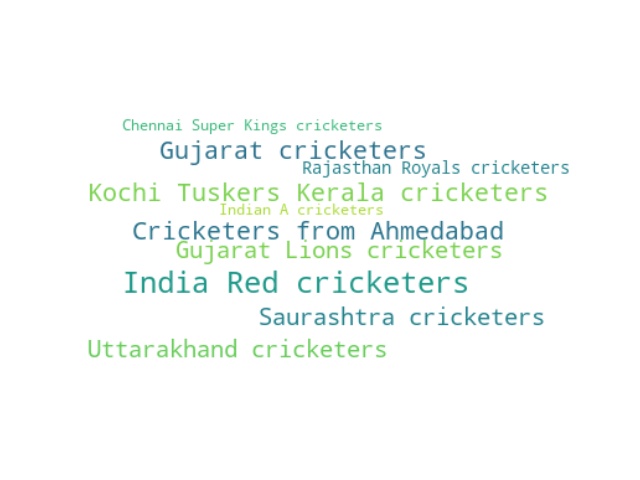 Chennai Super Kings cricketers
Gujarat cricketers
Rajasthan Royals cricketers
Kochi Tuskers Kerala cricketers
Indian A cricketers
Cricketers from Ahmedabad
Gujarat Lions cricketers
India Red cricketers
Saurashtra cricketers
Uttarakhand cricketers